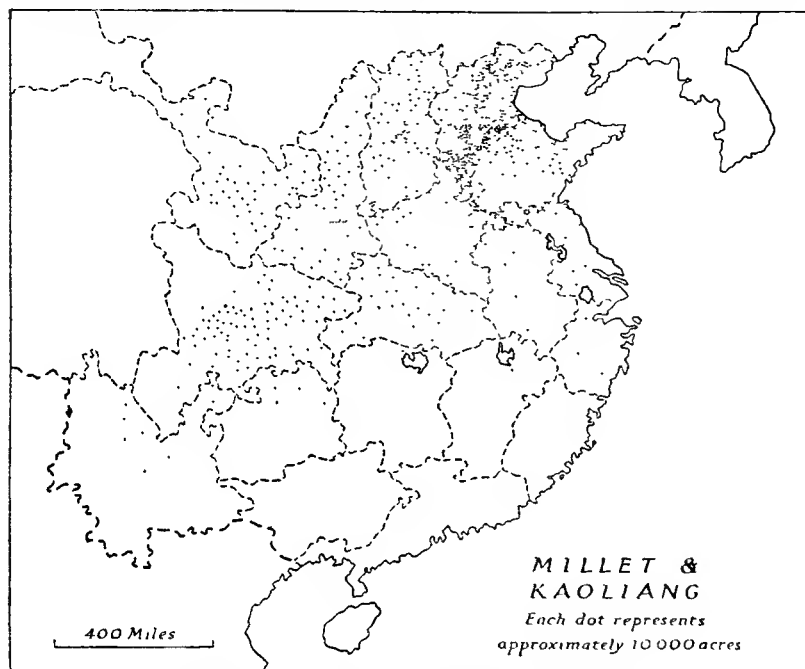 MILLET &
KAOLIANG
Each dot represents
approximately 10 000 acres
400 Miles